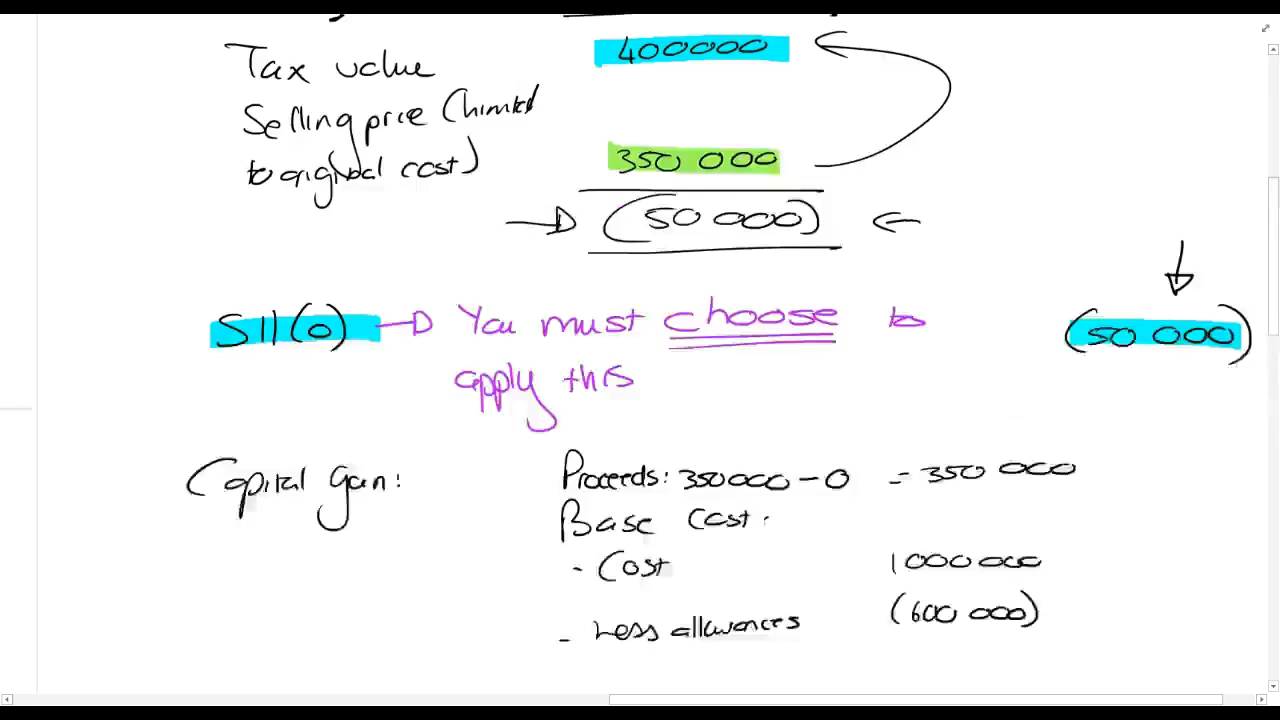 Tax value 400000
Selling price (limited
to original cost) 350 000
(50 000)
S11(o) → You must choose to (50 000)
apply this
Capital gain: Proceeds: 350000 - 0 = 350 000
Base cost:
- Cost 1000 000
- Less allowances (600 000)